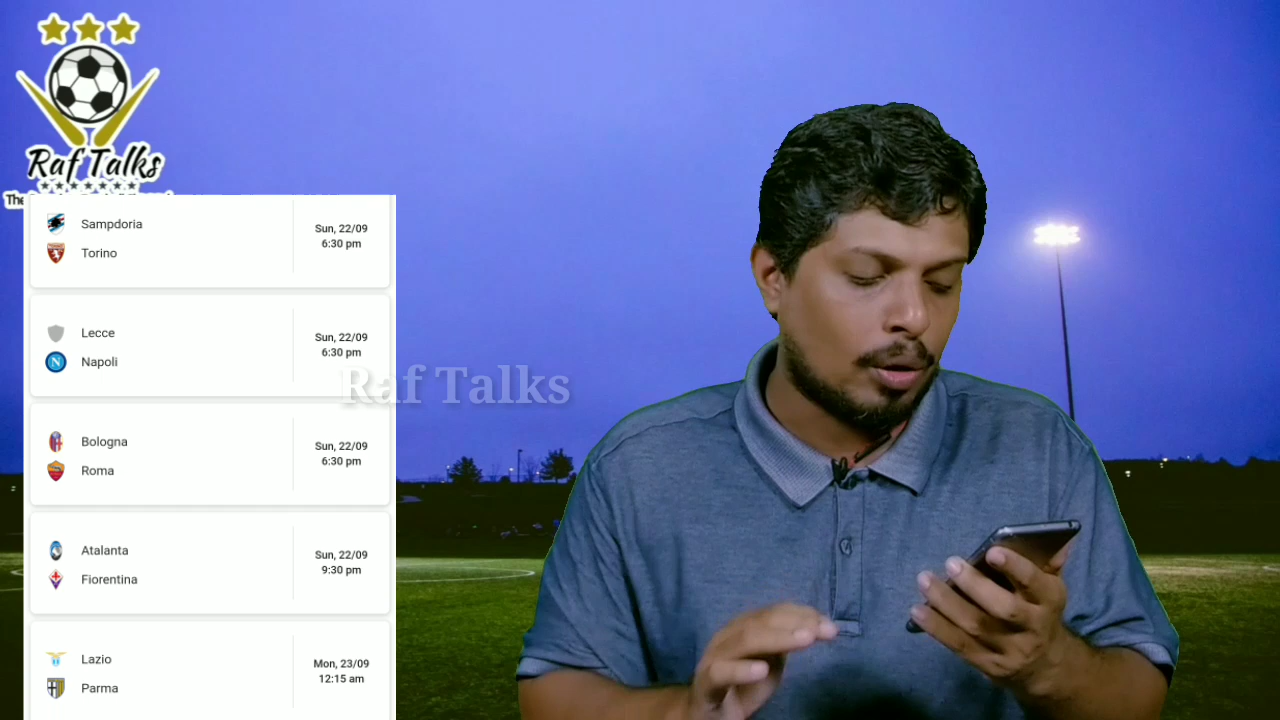 Raf Talks
The
Sampdoria
Torino
Sun, 22/09
6:30 pm
Lecce
Napoli
Sun, 22/09
6:30 pm
Raf Talks
Bologna
Roma
Sun, 22/09
6:30 pm
Atalanta
Fiorentina
Sun, 22/09
9:30 pm
Lazio
Parma
Mon, 23/09
12:15 am
N